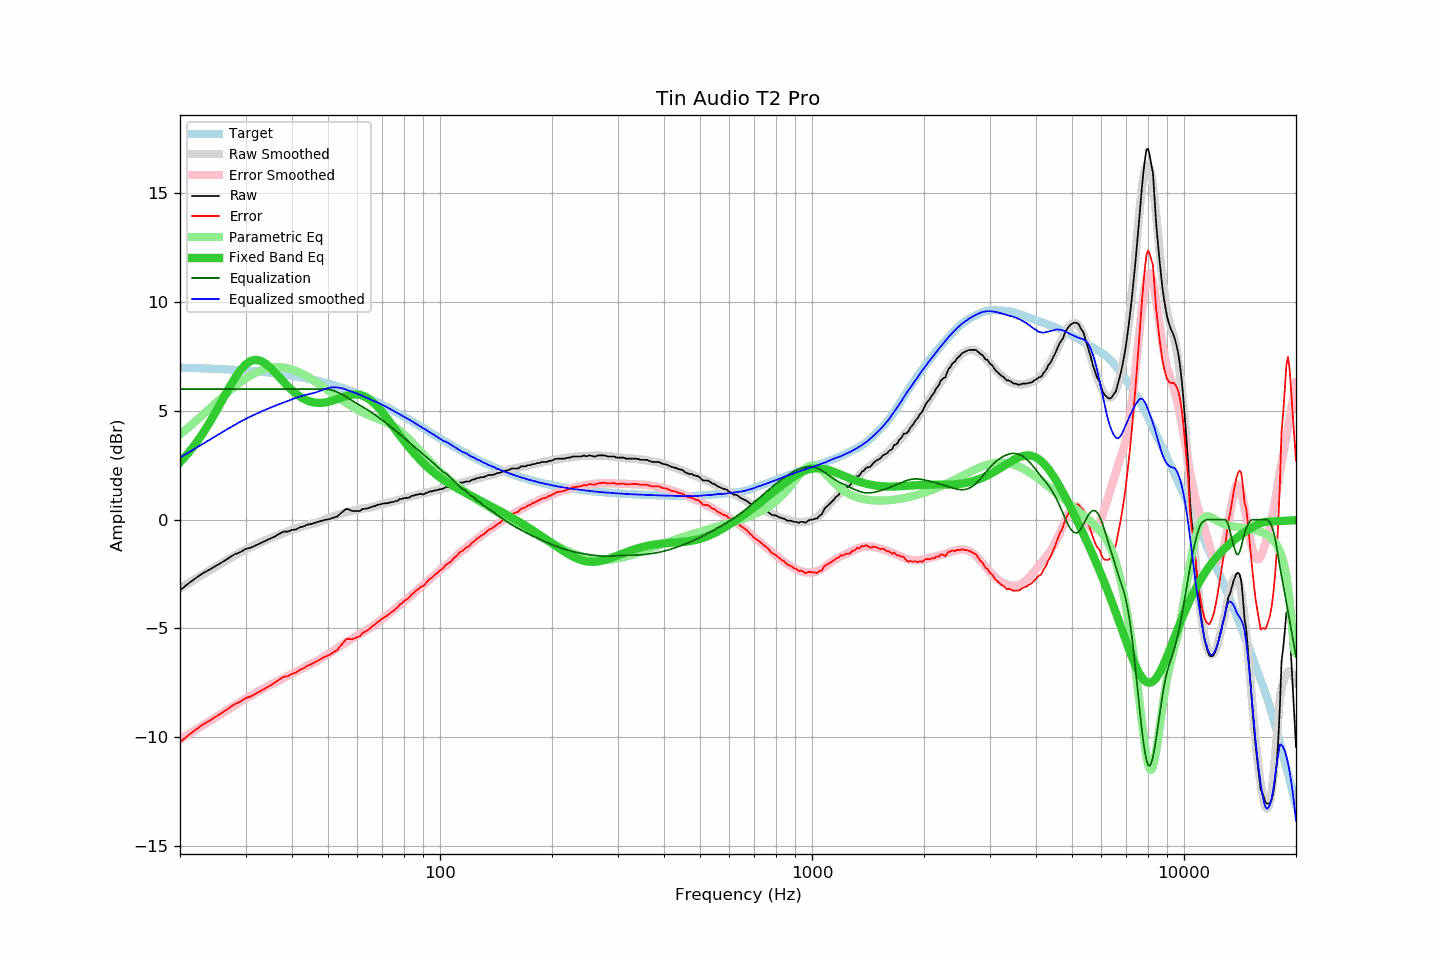 Tin Audio T2 Pro
Target
Raw Smoothed
Error Smoothed
Raw
Error
Parametric Eq
Fixed Band Eq
Equalization
Equalized smoothed
15
10
5
0
−5
−10
−15
Amplitude (dBr)
100
1000
10000
Frequency (Hz)